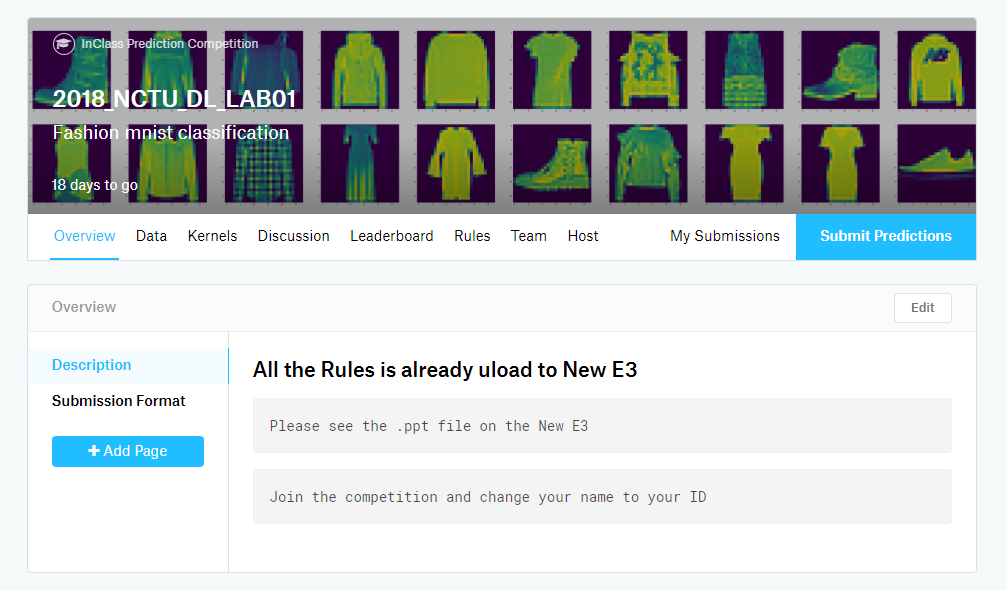 InClass Prediction Competition
2018_NCTU DL_LAB01
Fashion mnist classification
18 days to go
Overview Data Kernels Discussion Leaderboard Rules Team Host My Submissions Submit Predictions
Overview Edit
Description
Submission Format
+ Add Page
All the Rules is already uload to New E3
Please see the .ppt file on the New E3
Join the competition and change your name to your ID